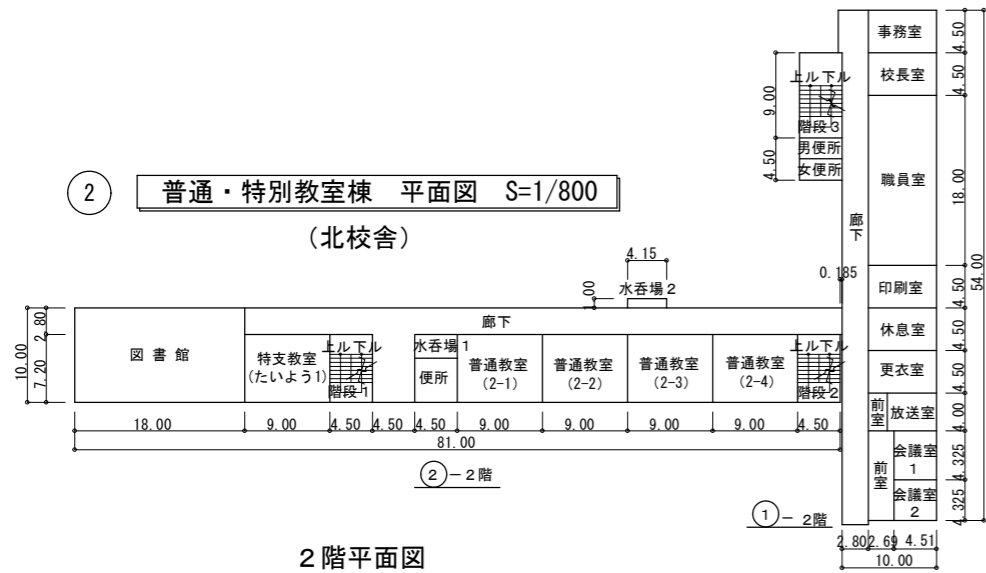 ② 普通・特別教室棟 平面図 S=1/800
(北校舎)
事務室
校長室
職員室
印刷室
休息室
更衣室
前室
放送室
前室
会議室1
会議室2
廊下
4.50
4.50
18.00
4.50
4.50
4.50
4.00
4.325
4.325
54.00
0.185
2.80
2.69
4.51
10.00
①-2階
上ル下ル
階段3
男便所
女便所
9.00
4.50
4.15
水呑場2
1.00
廊下
図書館
特支教室
(たいよう1)
上ル下ル
階段1
水呑場1
便所
普通教室
(2-1)
普通教室
(2-2)
普通教室
(2-3)
普通教室
(2-4)
上ル下ル
階段2
10.00
2.80
7.20
18.00
9.00
4.50
4.50
4.50
9.00
9.00
9.00
9.00
4.50
81.00
②-2階
2階平面図